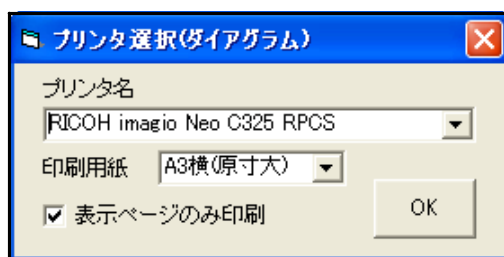 プリンタ選択(ダイアグラム)
プリンタ名
RICOH imagio Neo C325 RPCS
印刷用紙 A3横(原寸大)
表示ページのみ印刷
OK